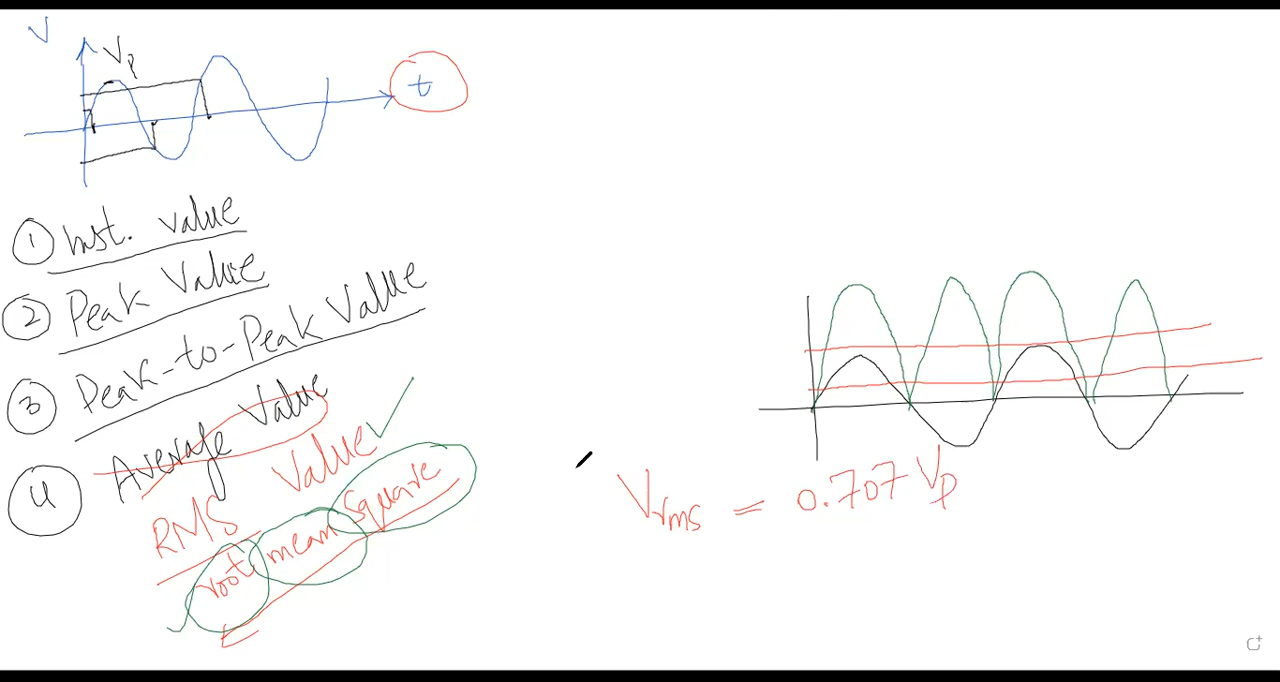 V
Vp
t
① Inst. value
② Peak Value
③ Peak-to-Peak Value
④ Average Value
RMS Value ✓
root mean square
Vrms = 0.707 Vp